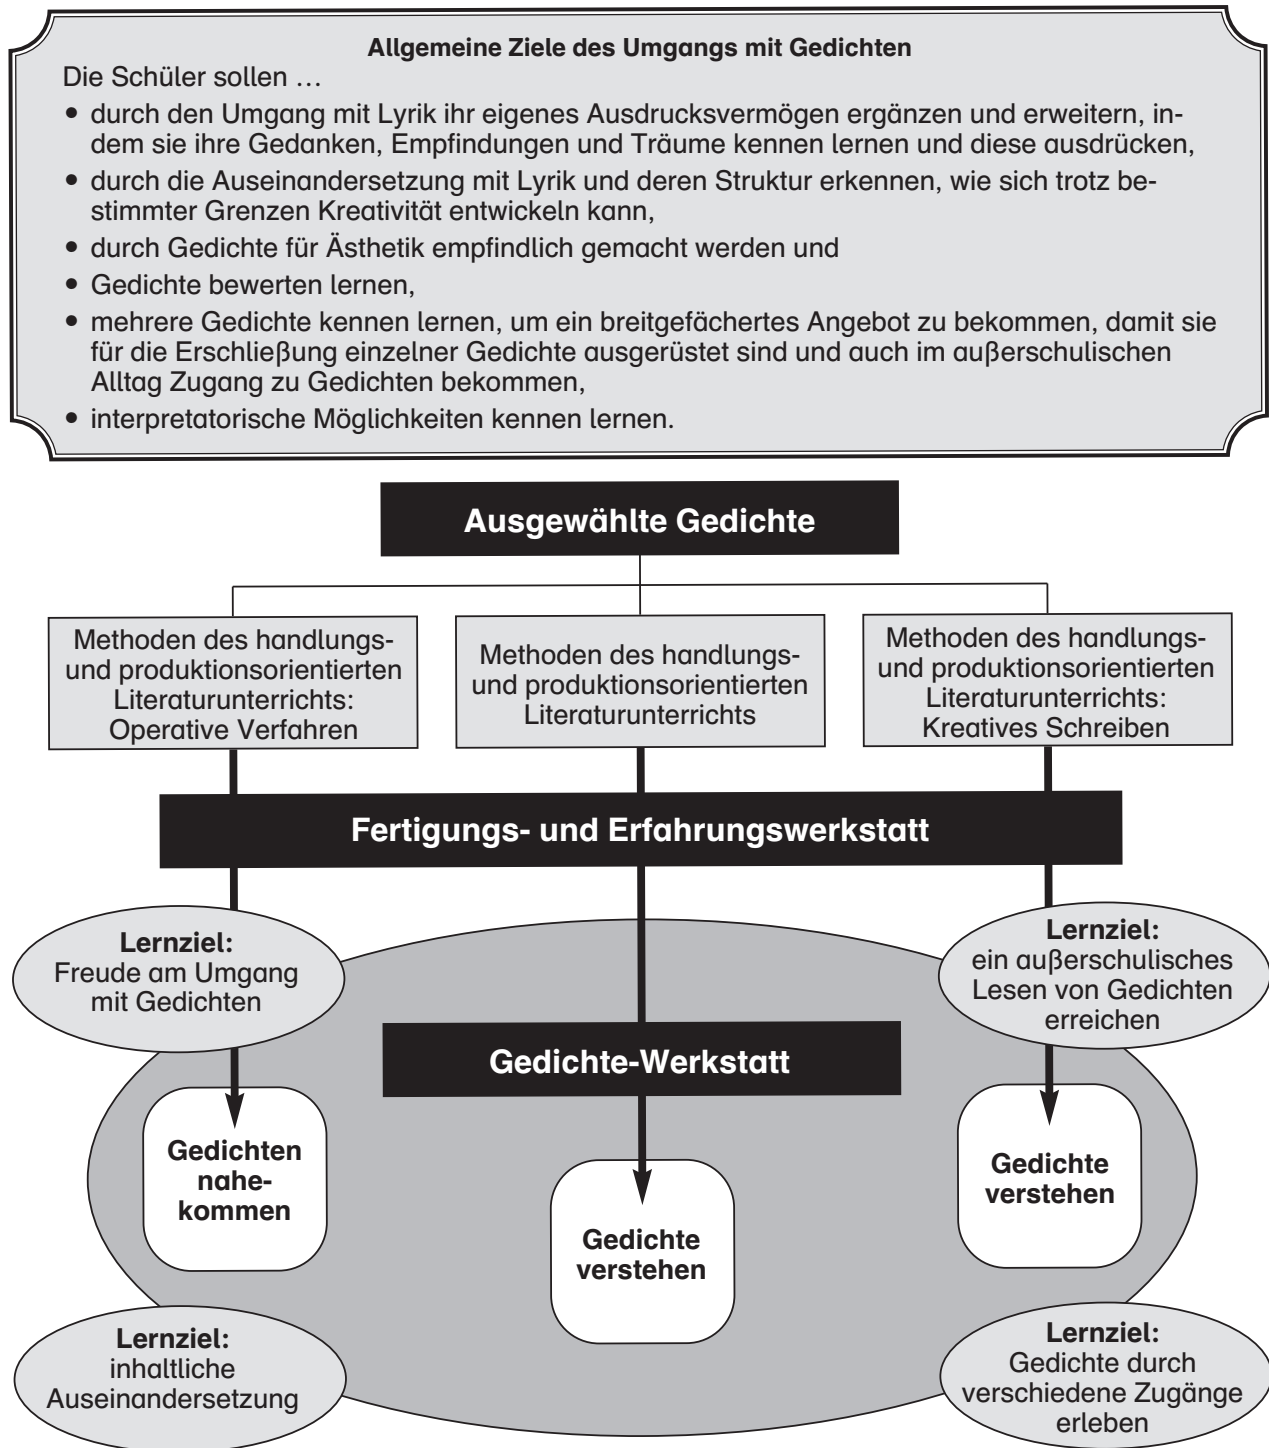 Allgemeine Ziele des Umgangs mit Gedichten
Die Schüler sollen …
• durch den Umgang mit Lyrik ihr eigenes Ausdrucksvermögen ergänzen und erweitern, in-
dem sie ihre Gedanken, Empfindungen und Träume kennen lernen und diese ausdrücken,
• durch die Auseinandersetzung mit Lyrik und deren Struktur erkennen, wie sich trotz be-
stimmter Grenzen Kreativität entwickeln kann,
• durch Gedichte für Ästhetik empfindlich gemacht werden und
• Gedichte bewerten lernen,
• mehrere Gedichte kennen lernen, um ein breitgefächertes Angebot zu bekommen, damit sie
für die Erschließung einzelner Gedichte ausgerüstet sind und auch im außerschulischen
Alltag Zugang zu Gedichten bekommen,
• interpretatorische Möglichkeiten kennen lernen.
Ausgewählte Gedichte
Methoden des handlungs-
und produktionsorientierten
Literaturunterrichts:
Operative Verfahren
Methoden des handlungs-
und produktionsorientierten
Literaturunterrichts
Methoden des handlungs-
und produktionsorientierten
Literaturunterrichts:
Kreatives Schreiben
Fertigungs- und Erfahrungswerkstatt
Lernziel:
Freude am Umgang
mit Gedichten
Lernziel:
ein außerschulisches
Lesen von Gedichten
erreichen
Gedichte-Werkstatt
Gedichten
nahe-
kommen
Gedichte
verstehen
Gedichte
verstehen
Lernziel:
inhaltliche
Auseinandersetzung
Lernziel:
Gedichte durch
verschiedene Zugänge
erleben